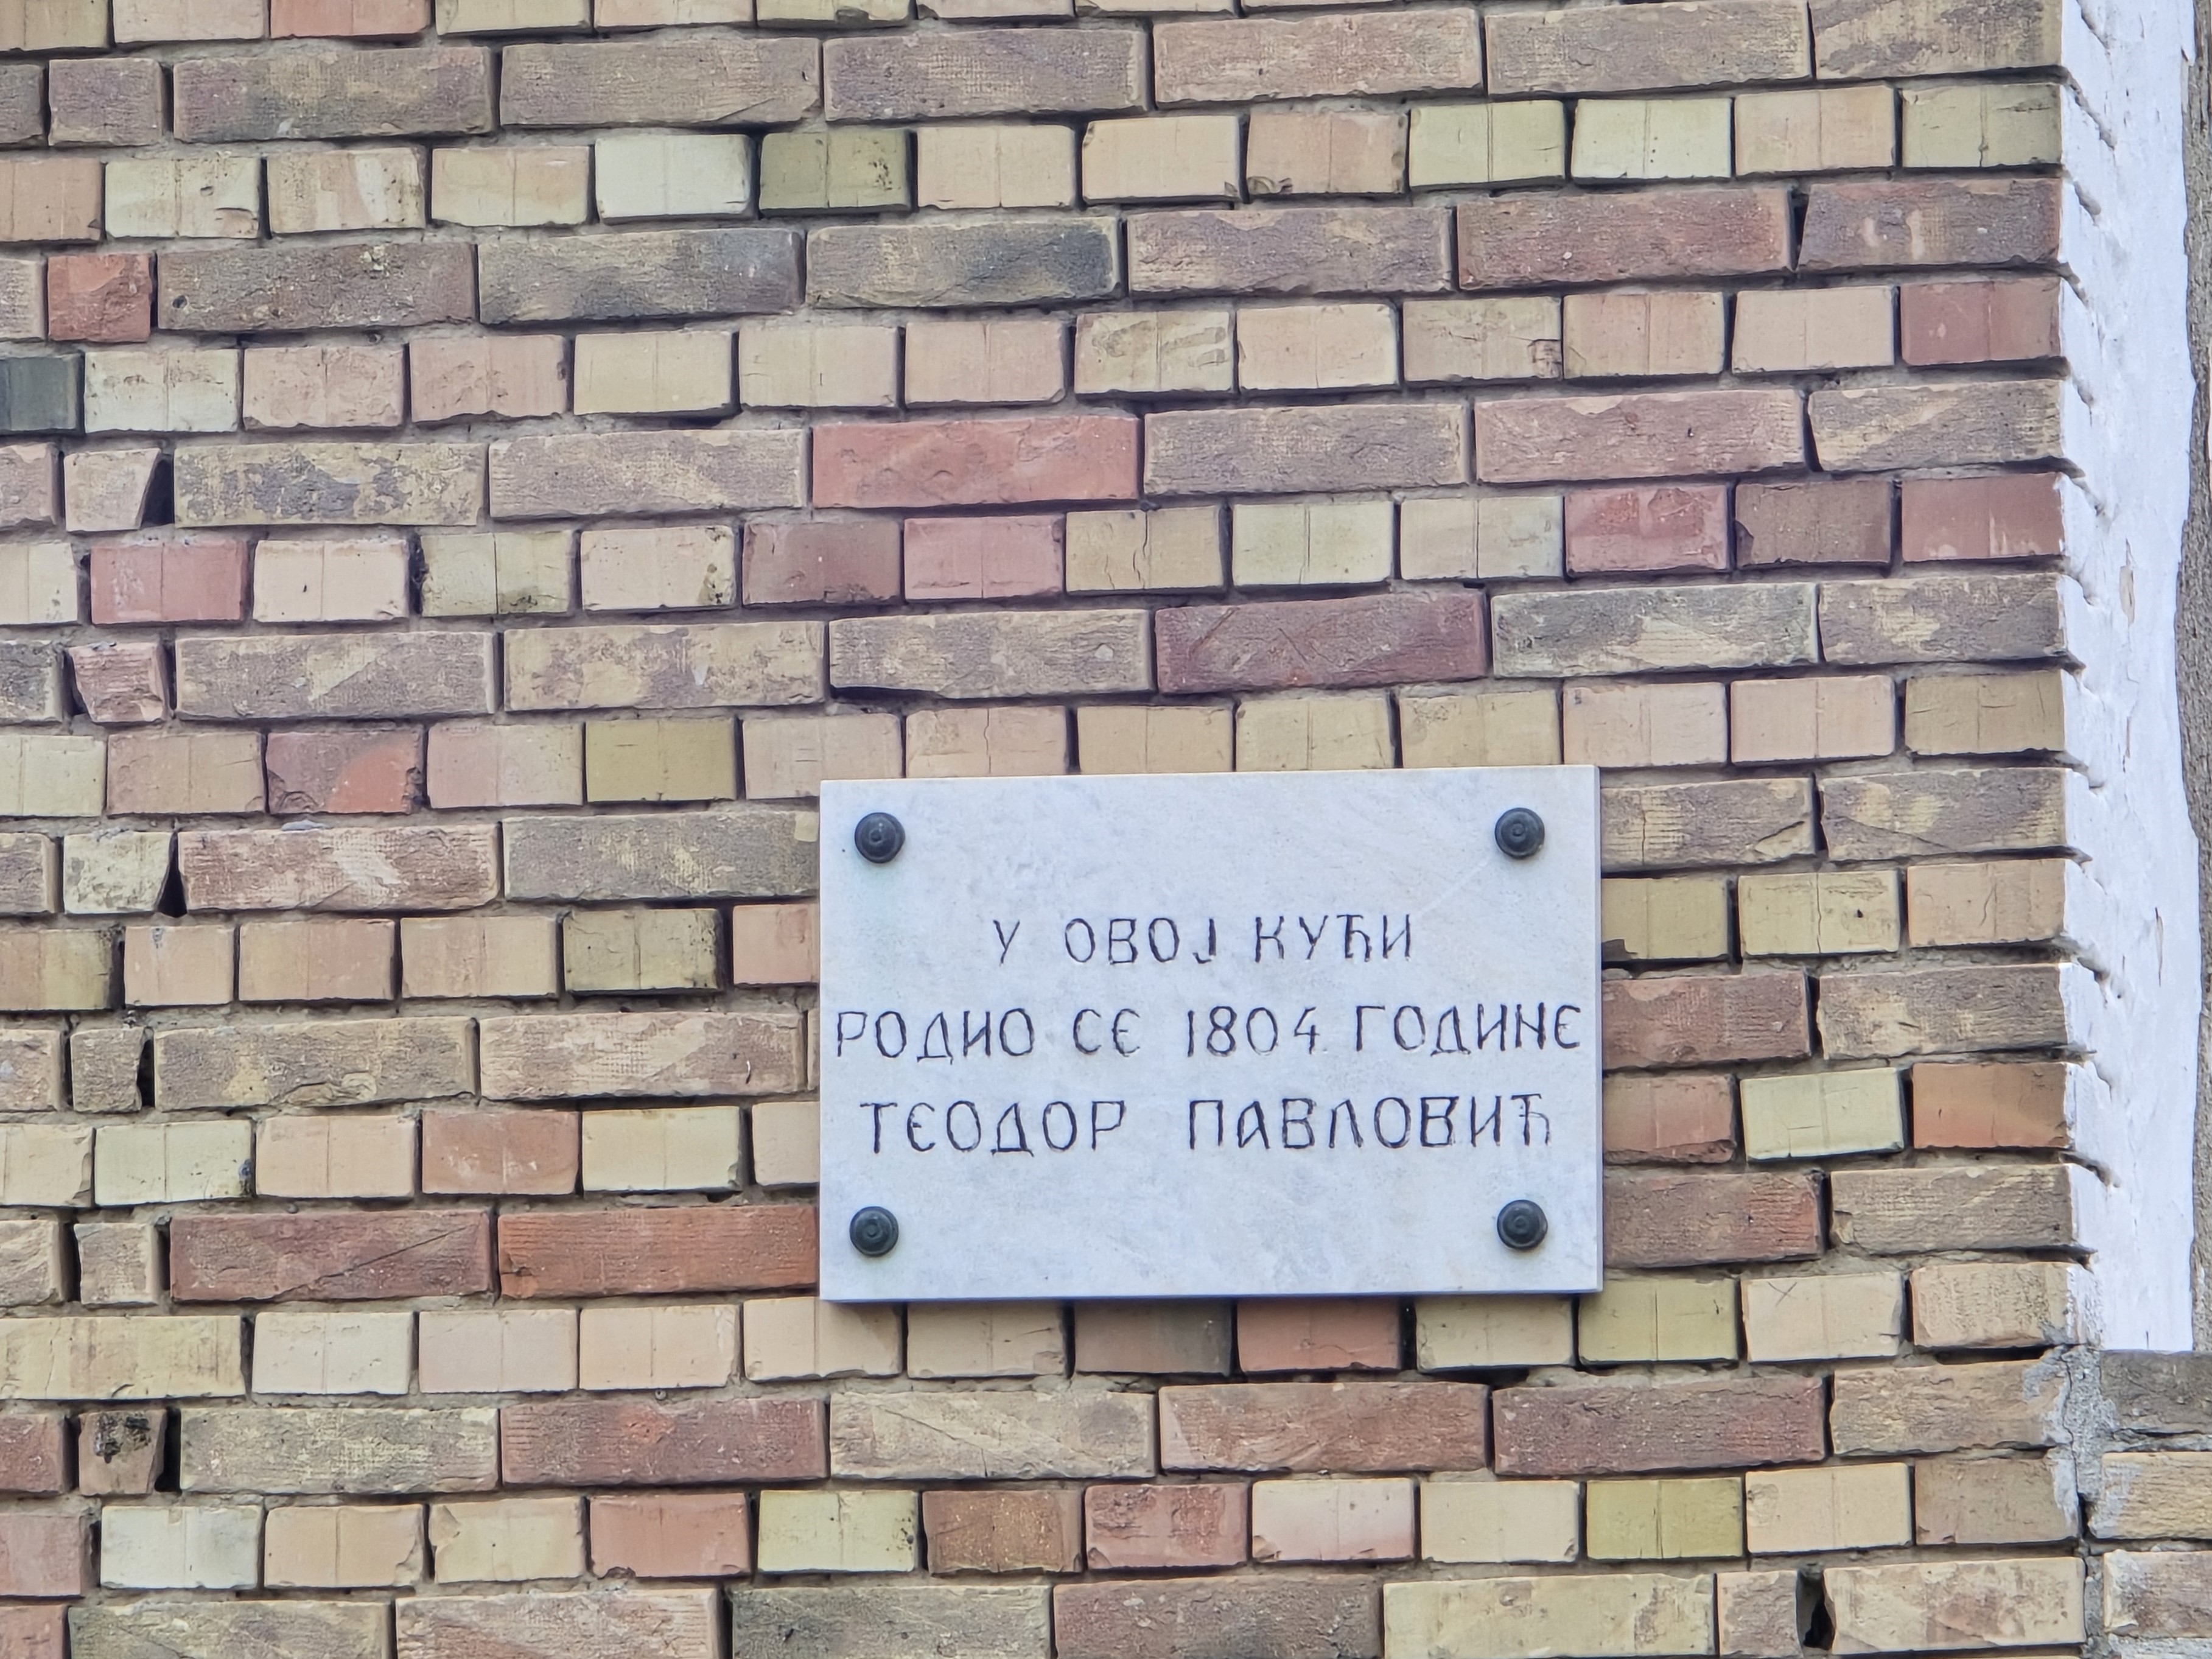 У ОВОЈ КУЋИ
РОДИО СЕ 1804. ГОДИНЕ
ТЕОДОР ПАВЛОВИЋ